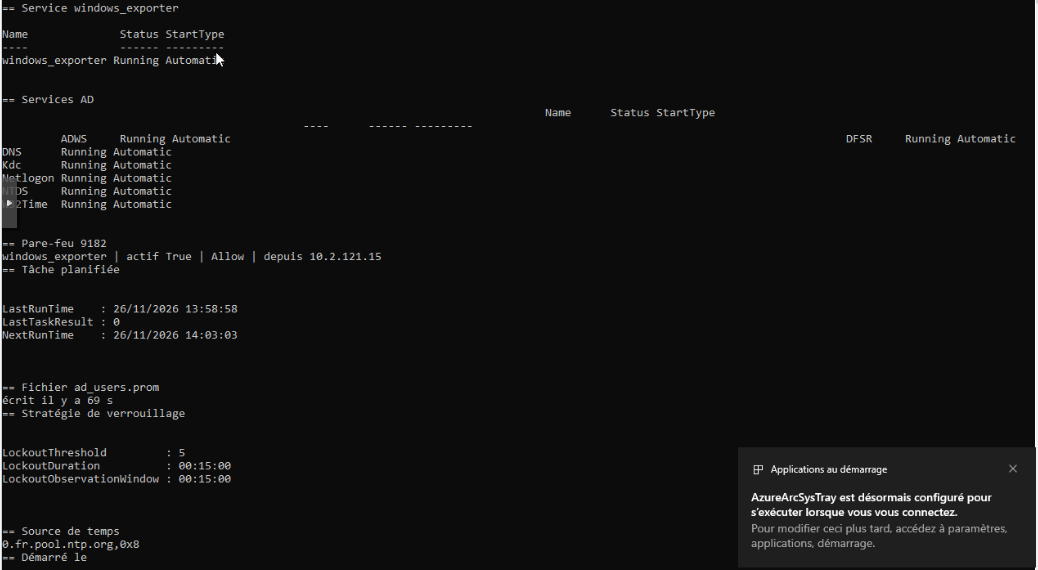 == Service windows_exporter
Name Status StartType
---- ------ ---------
windows_exporter Running Automatic
== Services AD
Name Status StartType
---- ------ ---------
ADWS Running Automatic DFSR Running Automatic
DNS Running Automatic
Kdc Running Automatic
Netlogon Running Automatic
NTDS Running Automatic
W32Time Running Automatic
== Pare-feu 9182
windows_exporter | actif True | Allow | depuis 10.2.121.15
== Tâche planifiée
LastRunTime : 26/11/2026 13:58:58
LastTaskResult : 0
NextRunTime : 26/11/2026 14:03:03
== Fichier ad_users.prom
écrit il y a 69 s
== Stratégie de verrouillage
LockoutThreshold : 5
LockoutDuration : 00:15:00
LockoutObservationWindow : 00:15:00
== Source de temps
0.fr.pool.ntp.org,0x8
== Démarré le
Applications au démarrage
AzureArcSysTray est désormais configuré pour
s'exécuter lorsque vous vous connectez.
Pour modifier ceci plus tard, accédez à paramètres,
applications, démarrage.